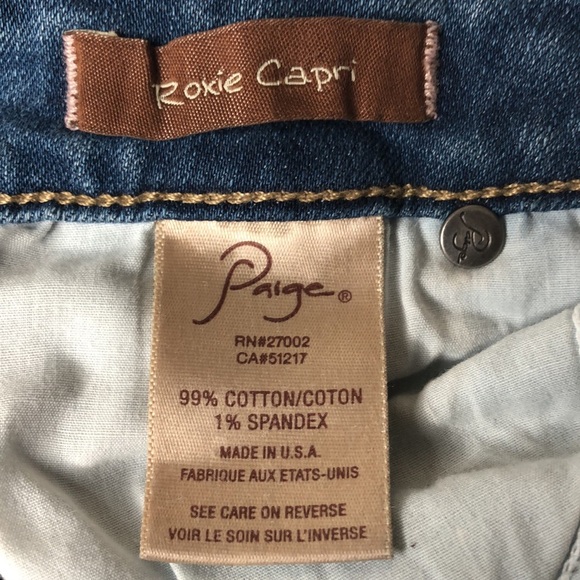 Roxie Capri
Paige®
RN#27002
CA#51217
99% COTTON/COTON
1% SPANDEX
MADE IN U.S.A.
FABRIQUE AUX ETATS-UNIS
SEE CARE ON REVERSE
VOIR LE SOIN SUR L'INVERSE